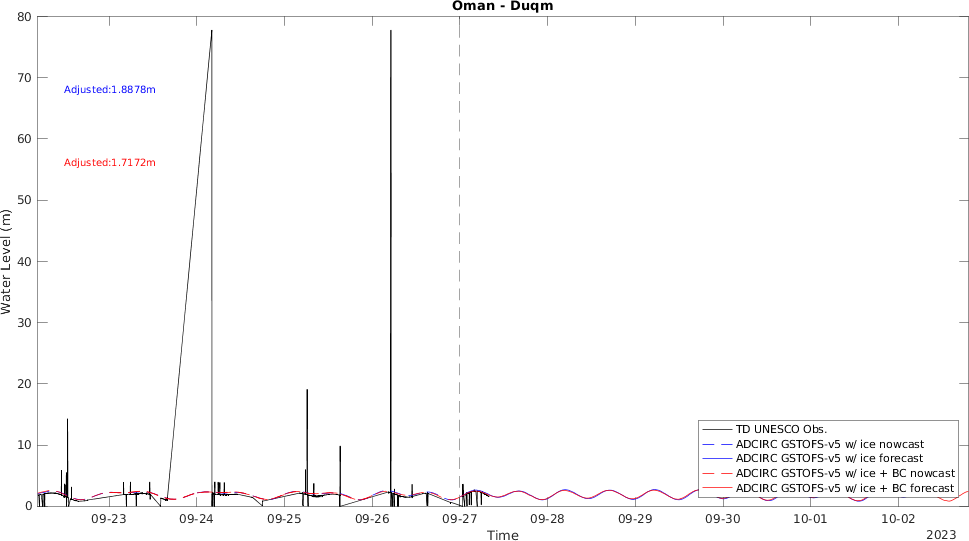 Oman - Duqm
80
70
60
50
40
30
20
10
0
Water Level (m)
Adjusted:1.8878m
Adjusted:1.7172m
TD UNESCO Obs.
ADCIRC GSTOFS-v5 w/ ice nowcast
ADCIRC GSTOFS-v5 w/ ice forecast
ADCIRC GSTOFS-v5 w/ ice + BC nowcast
ADCIRC GSTOFS-v5 w/ ice + BC forecast
09-23 09-24 09-25 09-26 09-27 09-28 09-29 09-30 10-01 10-02
Time
2023